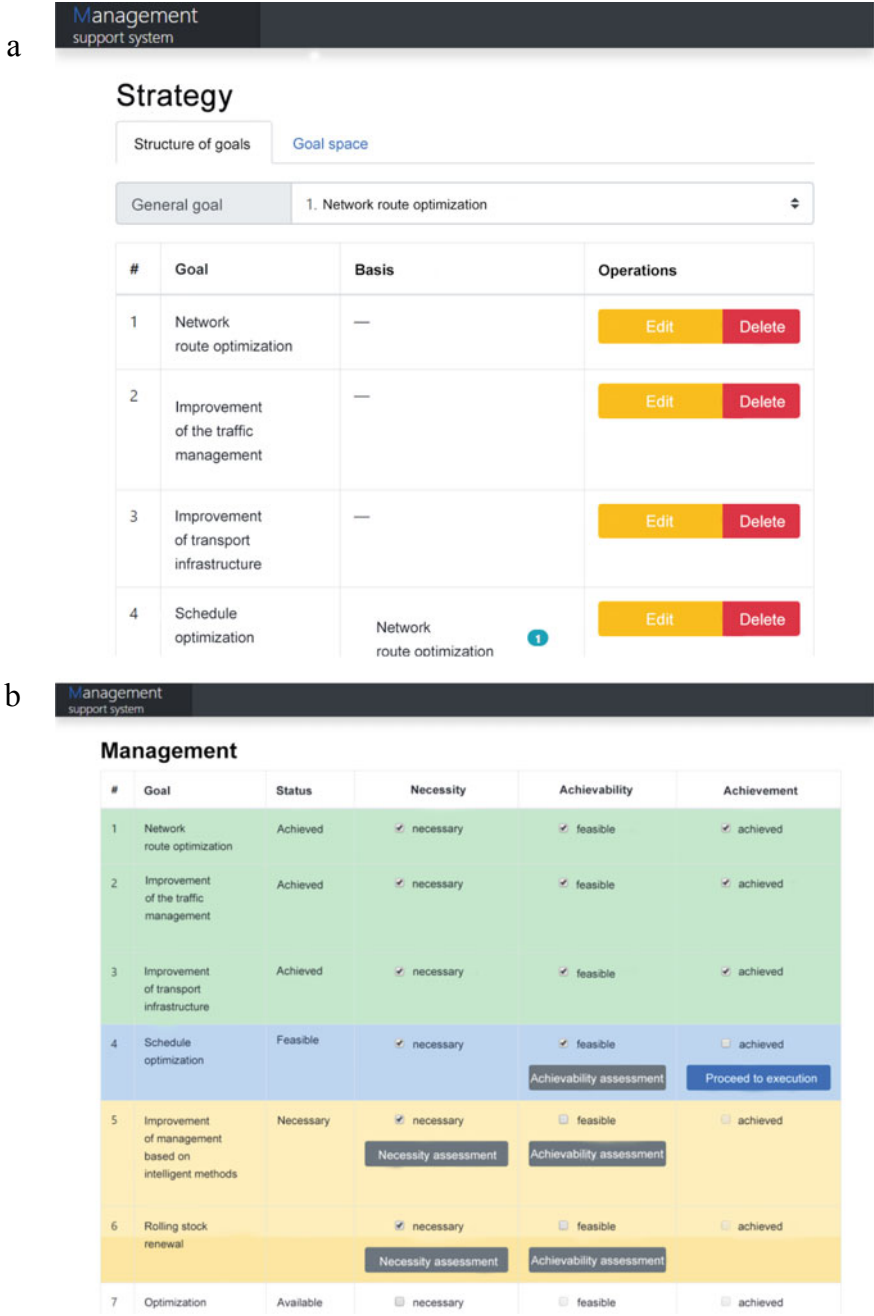 a
Management
support system
Strategy
Structure of goals Goal space
General goal 1. Network route optimization
# Goal Basis Operations
1 Network — Edit Delete
route optimization
2 Improvement — Edit Delete
of the traffic
management
3 Improvement — Edit Delete
of transport
infrastructure
4 Schedule Network 1 Edit Delete
optimization route optimization
b
Management
support system
Management
# Goal Status Necessity Achievability Achievement
1 Network Achieved necessary feasible achieved
route optimization
2 Improvement Achieved necessary feasible achieved
of the traffic
management
3 Improvement Achieved necessary feasible achieved
of transport
infrastructure
4 Schedule Feasible necessary feasible achieved
optimization Achievability assessment Proceed to execution
5 Improvement Necessary necessary feasible achieved
of management Necessity assessment Achievability assessment
based on
intelligent methods
6 Rolling stock necessary feasible achieved
renewal Necessity assessment Achievability assessment
7 Optimization Available necessary feasible achieved